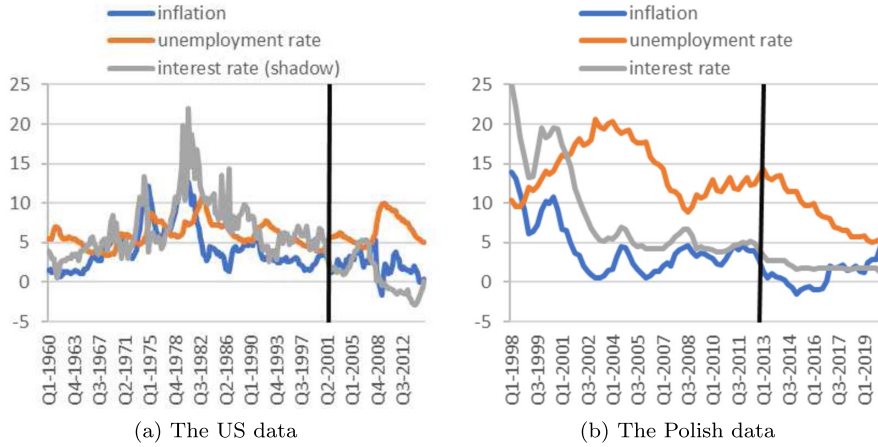 inflation
unemployment rate
interest rate (shadow)
25
20
15
10
5
0
-5
Q1-1960
Q4-1963
Q3-1967
Q2-1971
Q1-1975
Q4-1978
Q3-1982
Q2-1986
Q1-1990
Q4-1993
Q3-1997
Q2-2001
Q1-2005
Q4-2008
Q3-2012
(a) The US data
inflation
unemployment rate
interest rate
25
20
15
10
5
0
-5
Q1-1998
Q3-1999
Q1-2001
Q3-2002
Q1-2004
Q3-2005
Q1-2007
Q3-2008
Q1-2010
Q3-2011
Q1-2013
Q3-2014
Q1-2016
Q3-2017
Q1-2019
(b) The Polish data